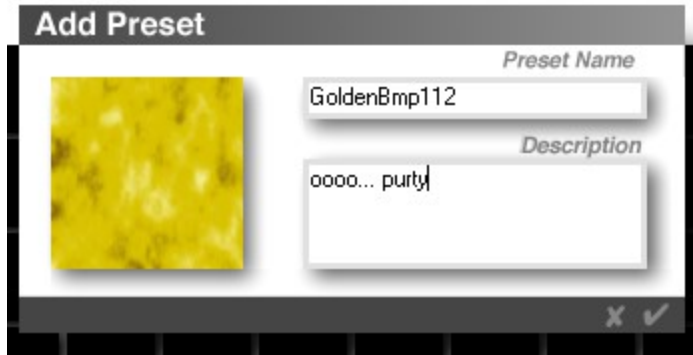 Add Preset
Preset Name
GoldenBmp112
Description
oooo... purty